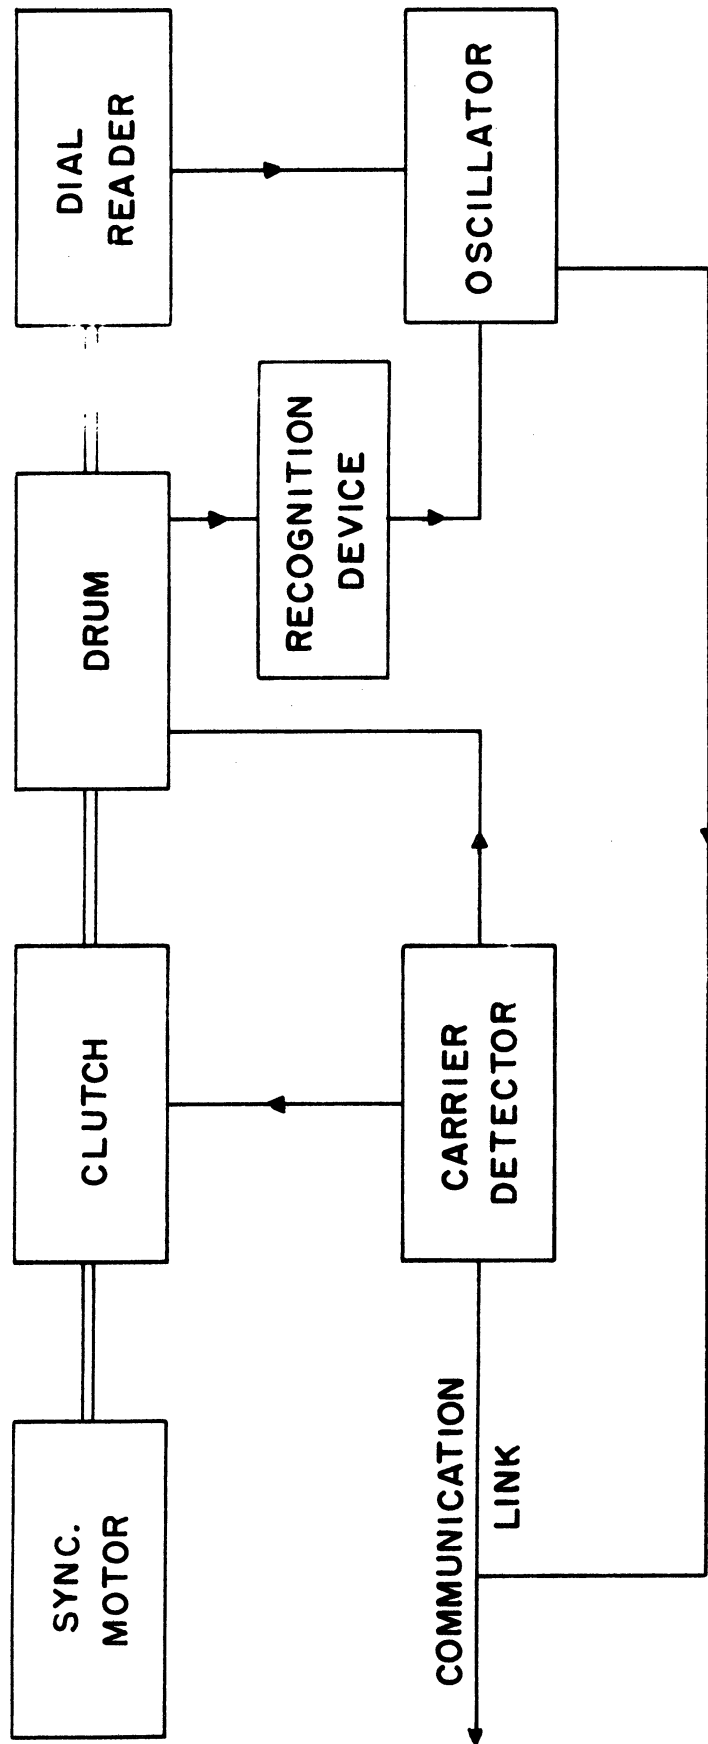 SYNC.
MOTOR
CLUTCH
DRUM
DIAL
READER
RECOGNITION
DEVICE
COMMUNICATION
LINK
CARRIER
DETECTOR
OSCILLATOR